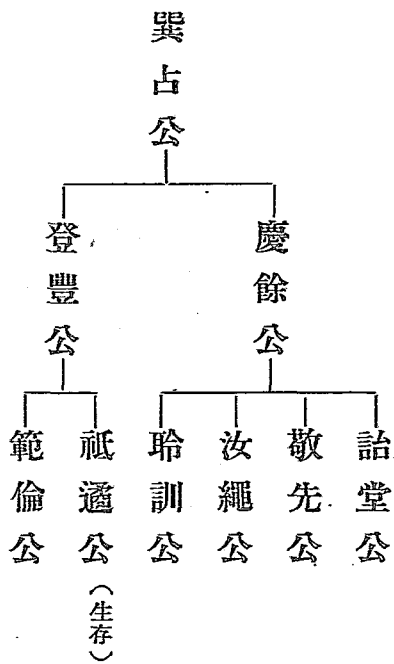 巽占公
慶餘公
登豐公
詒堂公
敬先公
汝繩公
聆訓公
祗遹公（生存）
範倫公